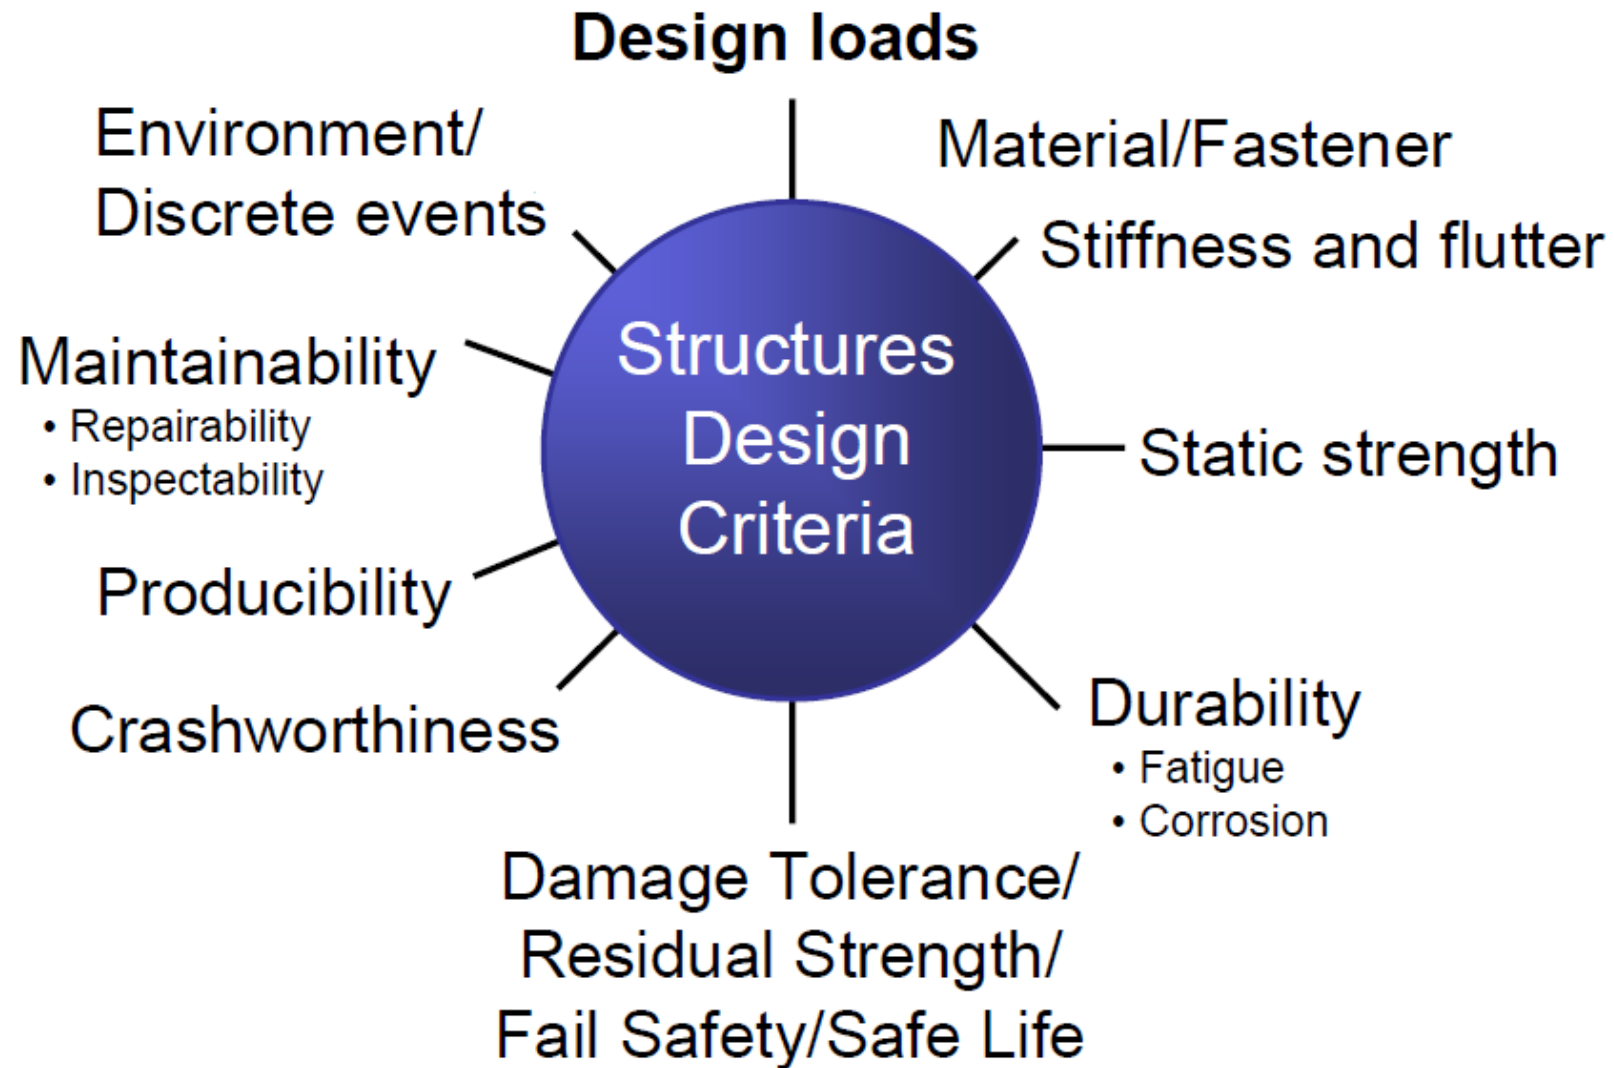 Design loads
Environment/
Discrete events
Material/Fastener
Stiffness and flutter
Maintainability
• Repairability
• Inspectability
Structures
Design
Criteria
Static strength
Producibility
Crashworthiness
Durability
• Fatigue
• Corrosion
Damage Tolerance/
Residual Strength/
Fail Safety/Safe Life